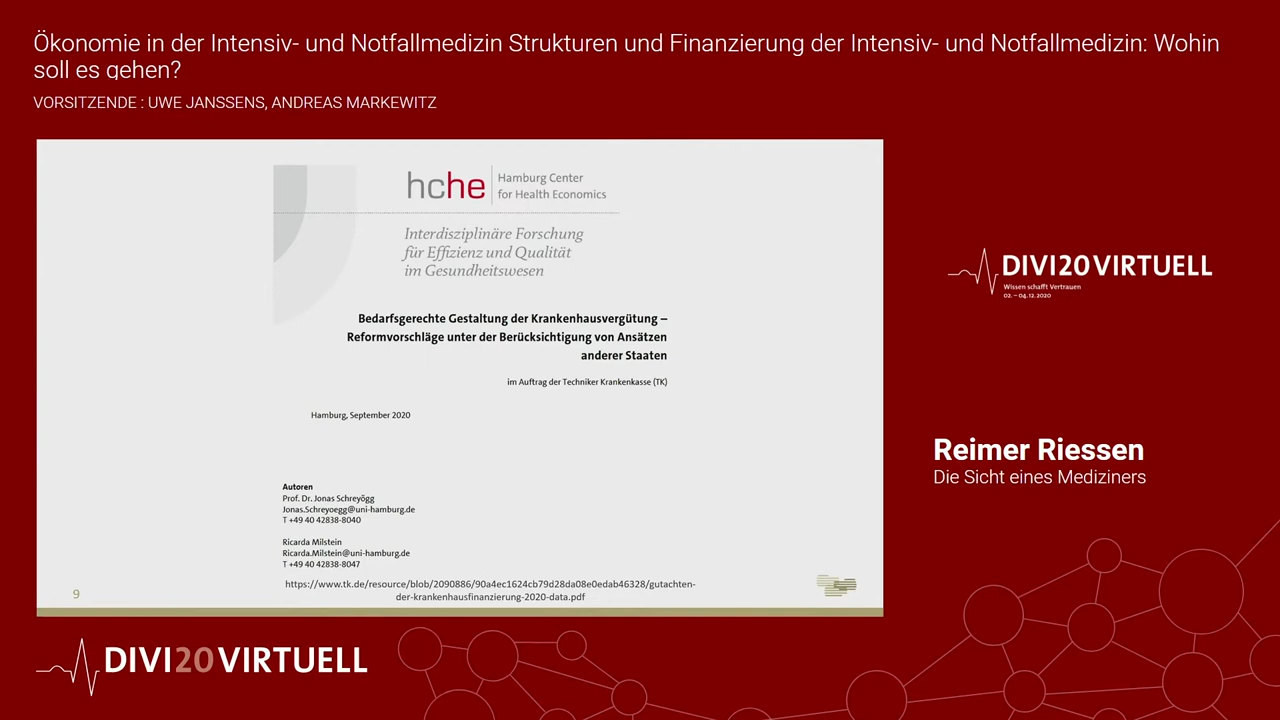 Ökonomie in der Intensiv- und Notfallmedizin Strukturen und Finanzierung der Intensiv- und Notfallmedizin: Wohin
soll es gehen?
VORSITZENDE : UWE JANSSENS, ANDREAS MARKEWITZ
hche Hamburg Center
for Health Economics
Interdisziplinäre Forschung
für Effizienz und Qualität
im Gesundheitswesen
Bedarfsgerechte Gestaltung der Krankenhausvergütung –
Reformvorschläge unter der Berücksichtigung von Ansätzen
anderer Staaten
im Auftrag der Techniker Krankenkasse (TK)
Hamburg, September 2020
Autoren
Prof. Dr. Jonas Schreyögg
Jonas.Schreyoegg@uni-hamburg.de
T +49 40 42838-8040
Ricarda Milstein
Ricarda.Milstein@uni-hamburg.de
T +49 40 42838-8047
https://www.tk.de/resource/blob/2090886/90a4ec1624cb79d28da08e0edab46328/gutachten-
der-krankenhausfinanzierung-2020-data.pdf
9
DIVI20 VIRTUELL
Wissen schafft Vertrauen
02. – 04.12.2020
Reimer Riessen
Die Sicht eines Mediziners
DIVI20 VIRTUELL